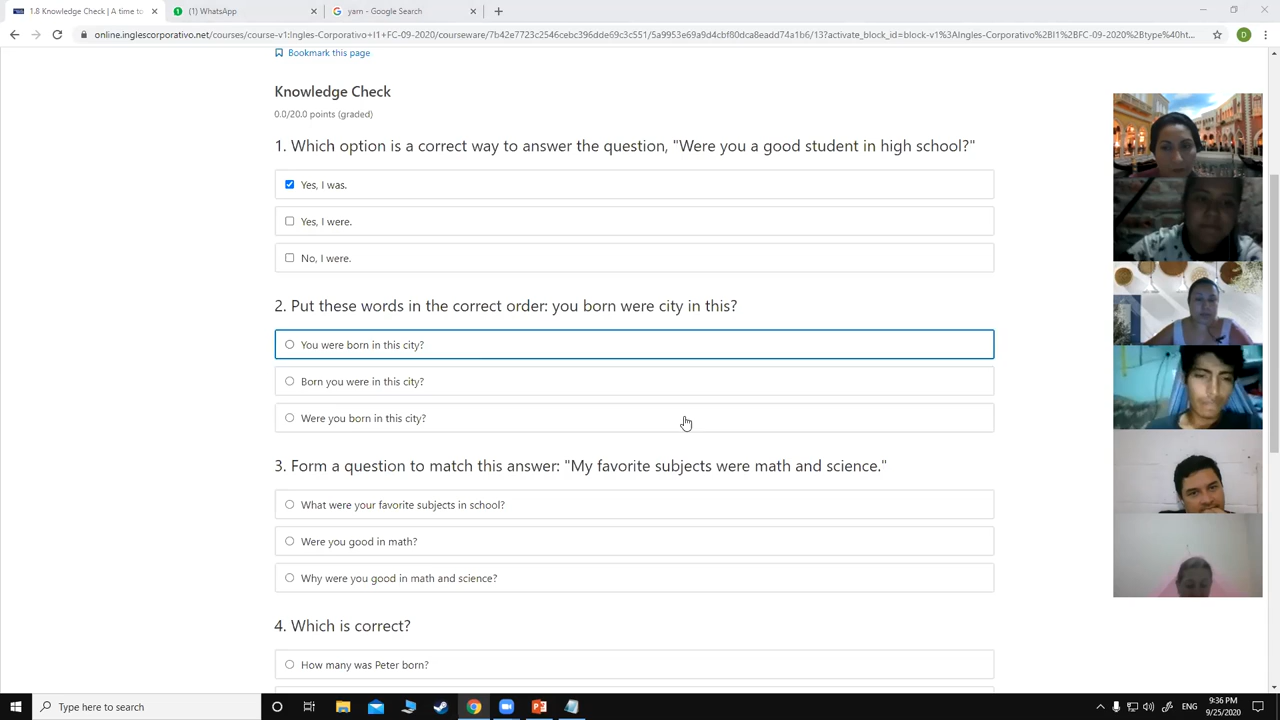 1.8 Knowledge Check | A time to
(1) WhatsApp
yarn - Google Search
online.inglescorporativo.net/courses/course-v1:Ingles-Corporativo+I1+FC-09-2020/courseware/7b42e7723c2546cebc396dde69c3c551/5a9953e69a9d4cbf80dca8eadd74a1b6/13?activate_block_id=block-v1%3AIngles-Corporativo%2BI1%2BFC-09-2020%2Btype%40ht...
D
Bookmark this page
Knowledge Check
0.0/20.0 points (graded)
1. Which option is a correct way to answer the question, "Were you a good student in high school?"
Yes, I was.
Yes, I were.
No, I were.
2. Put these words in the correct order: you born were city in this?
You were born in this city?
Born you were in this city?
Were you born in this city?
3. Form a question to match this answer: "My favorite subjects were math and science."
What were your favorite subjects in school?
Were you good in math?
Why were you good in math and science?
4. Which is correct?
How many was Peter born?
Type here to search
ENG
9:36 PM
9/25/2020